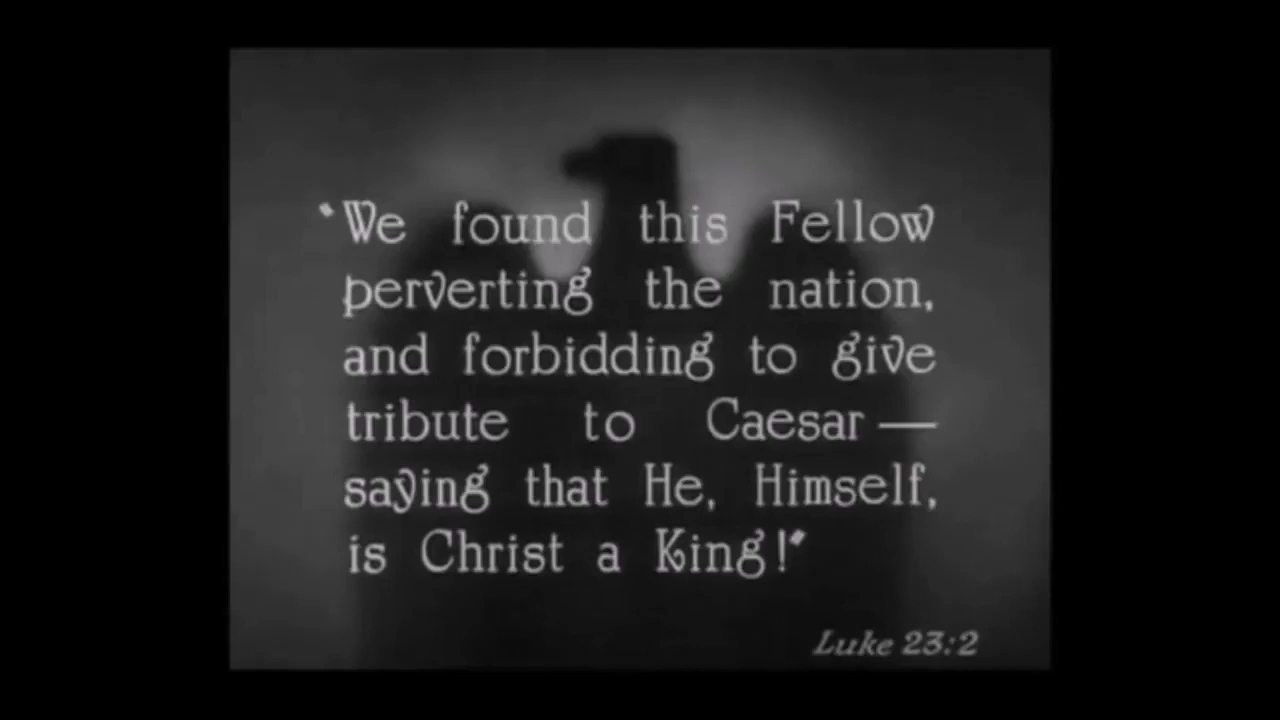 "We found this Fellow
perverting the nation,
and forbidding to give
tribute to Caesar —
saying that He, Himself,
is Christ a King!"
Luke 23:2